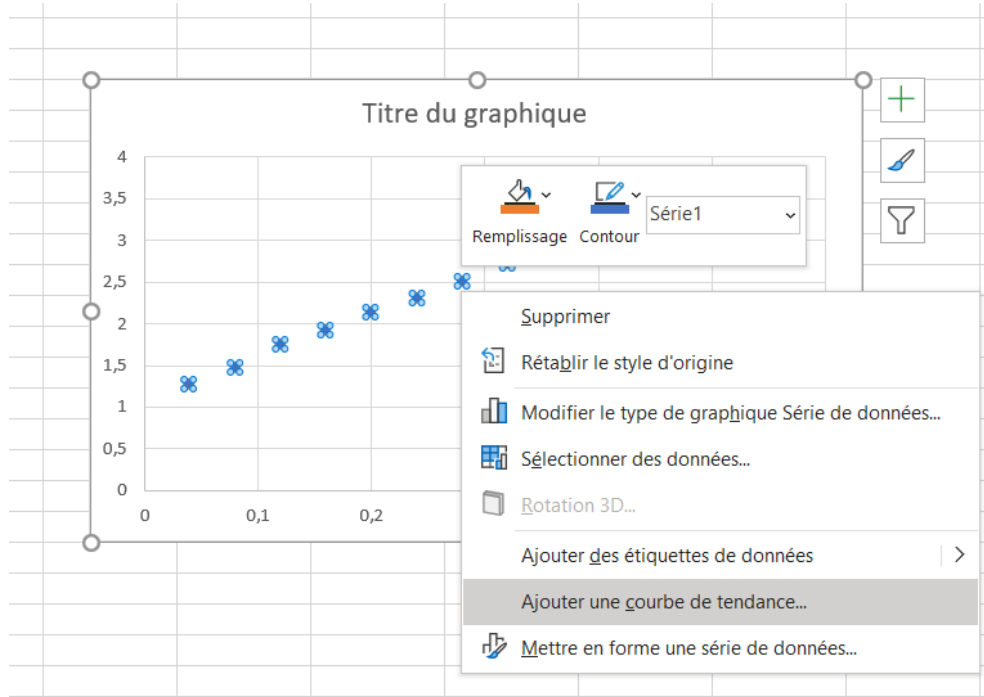 Titre du graphique
4
3,5
3
2,5
2
1,5
1
0,5
0
0 0,1 0,2
Série1
Remplissage Contour
Supprimer
Rétablir le style d'origine
Modifier le type de graphique Série de données...
Sélectionner des données...
Rotation 3D...
Ajouter des étiquettes de données
Ajouter une courbe de tendance...
Mettre en forme une série de données...